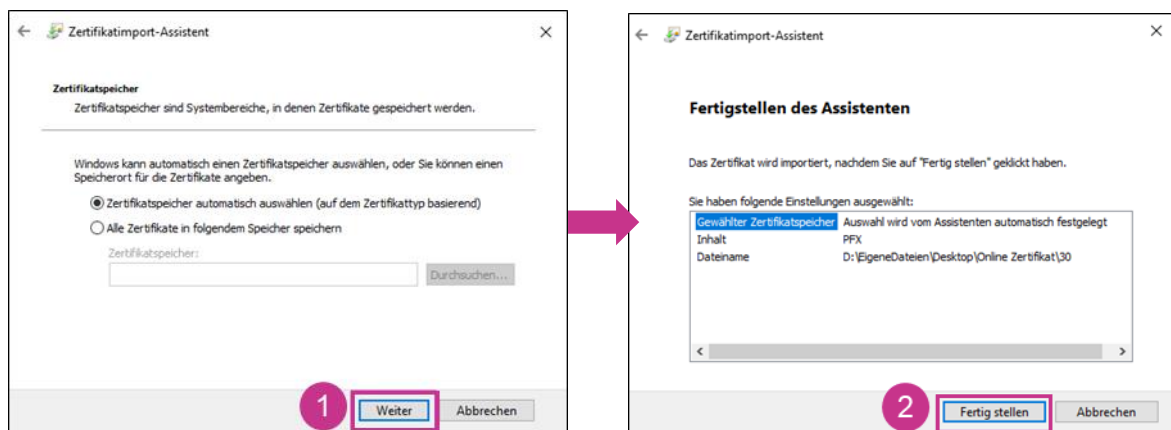 Zertifikatimport-Assistent
Zertifikatspeicher
Zertifikatspeicher sind Systembereiche, in denen Zertifikate gespeichert werden.
Windows kann automatisch einen Zertifikatspeicher auswählen, oder Sie können einen
Speicherort für die Zertifikate angeben.
Zertifikatspeicher automatisch auswählen (auf dem Zertifikattyp basierend)
Alle Zertifikate in folgendem Speicher speichern
Zertifikatspeicher:
Durchsuchen...
1
Weiter
Abbrechen
Zertifikatimport-Assistent
Fertigstellen des Assistenten
Das Zertifikat wird importiert, nachdem Sie auf "Fertig stellen" geklickt haben.
Sie haben folgende Einstellungen ausgewählt:
Gewählter Zertifikatspeicher Auswahl wird vom Assistenten automatisch festgelegt
Inhalt PFX
Dateiname D:\EigeneDateien\Desktop\Online Zertifikat\30
2
Fertig stellen
Abbrechen